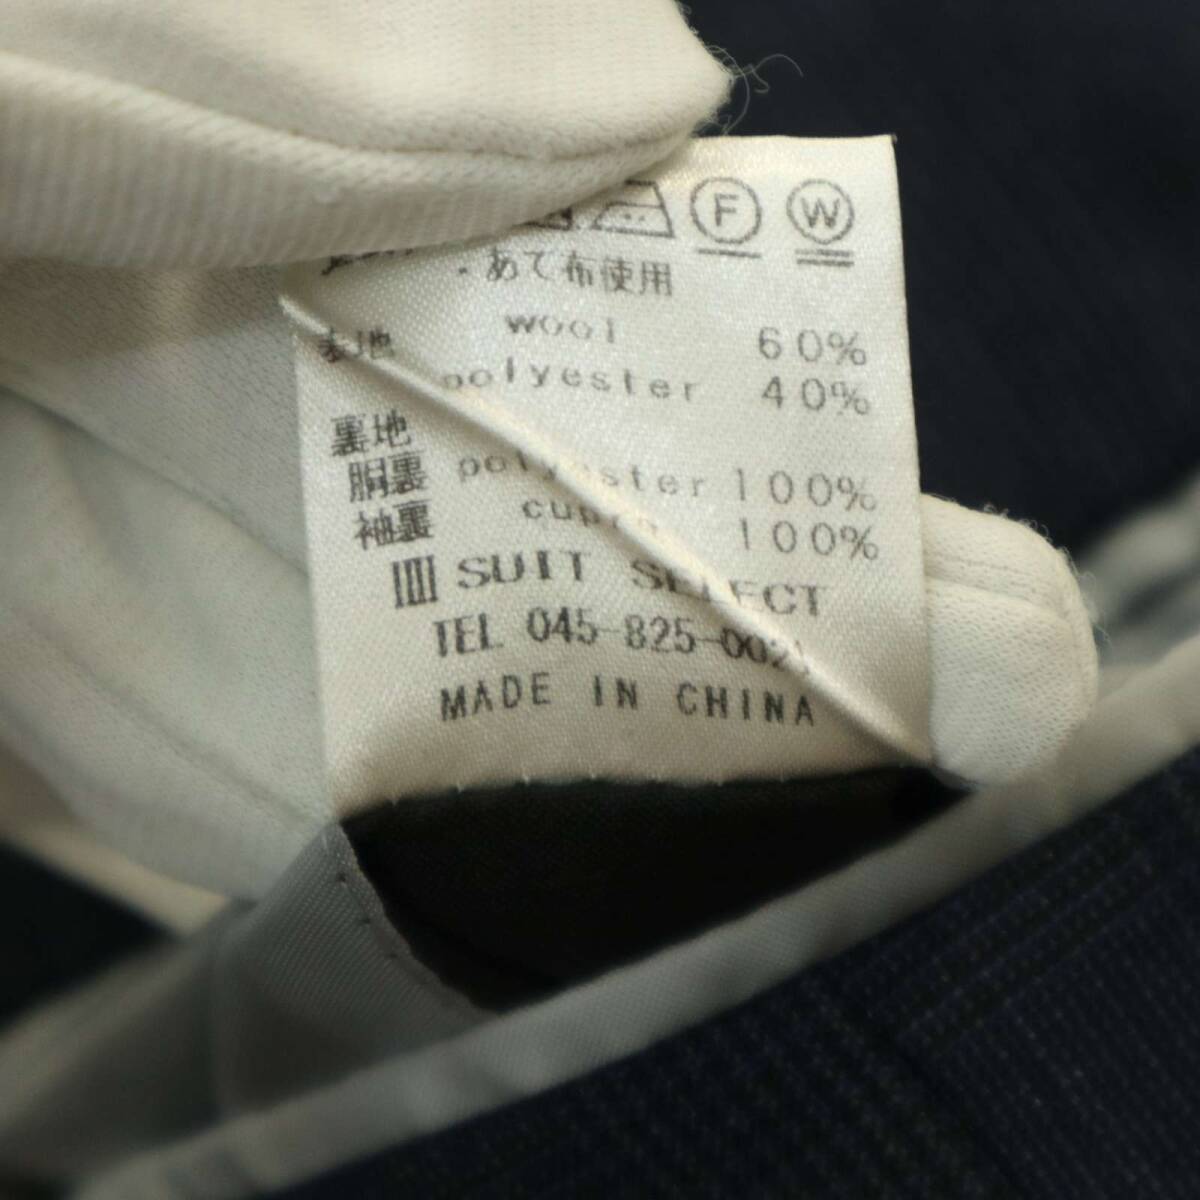 F W
・あて布使用
表地 wool 60%
polyester 40%
裏地
胴裏 polyester 100%
袖裏 cupra 100%
SUIT SELECT
TEL 045-825-002
MADE IN CHINA